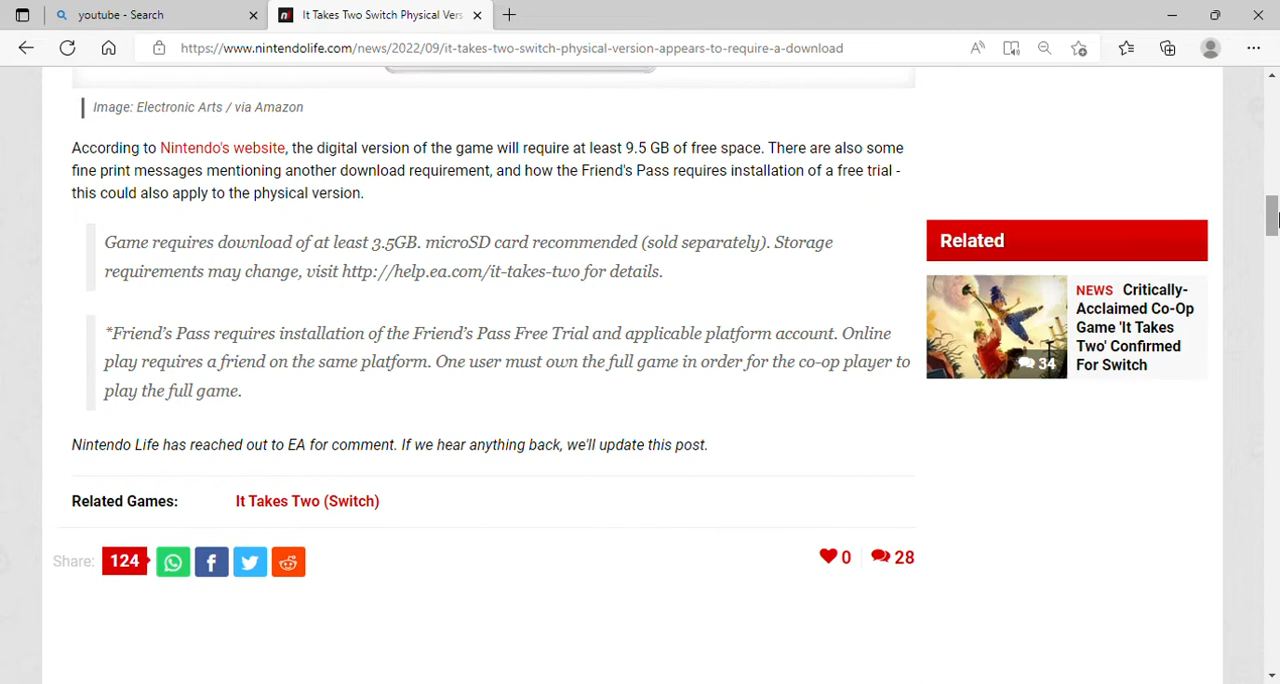 youtube - Search
It Takes Two Switch Physical Vers
https://www.nintendolife.com/news/2022/09/it-takes-two-switch-physical-version-appears-to-require-a-download
Image: Electronic Arts / via Amazon
According to Nintendo's website, the digital version of the game will require at least 9.5 GB of free space. There are also some
fine print messages mentioning another download requirement, and how the Friend's Pass requires installation of a free trial -
this could also apply to the physical version.
Game requires download of at least 3.5GB. microSD card recommended (sold separately). Storage
requirements may change, visit http://help.ea.com/it-takes-two for details.
*Friend's Pass requires installation of the Friend's Pass Free Trial and applicable platform account. Online
play requires a friend on the same platform. One user must own the full game in order for the co-op player to
play the full game.
Nintendo Life has reached out to EA for comment. If we hear anything back, we'll update this post.
Related Games: It Takes Two (Switch)
Share: 124
0 28
Related
NEWS Critically-
Acclaimed Co-Op
Game 'It Takes
Two' Confirmed
For Switch
34